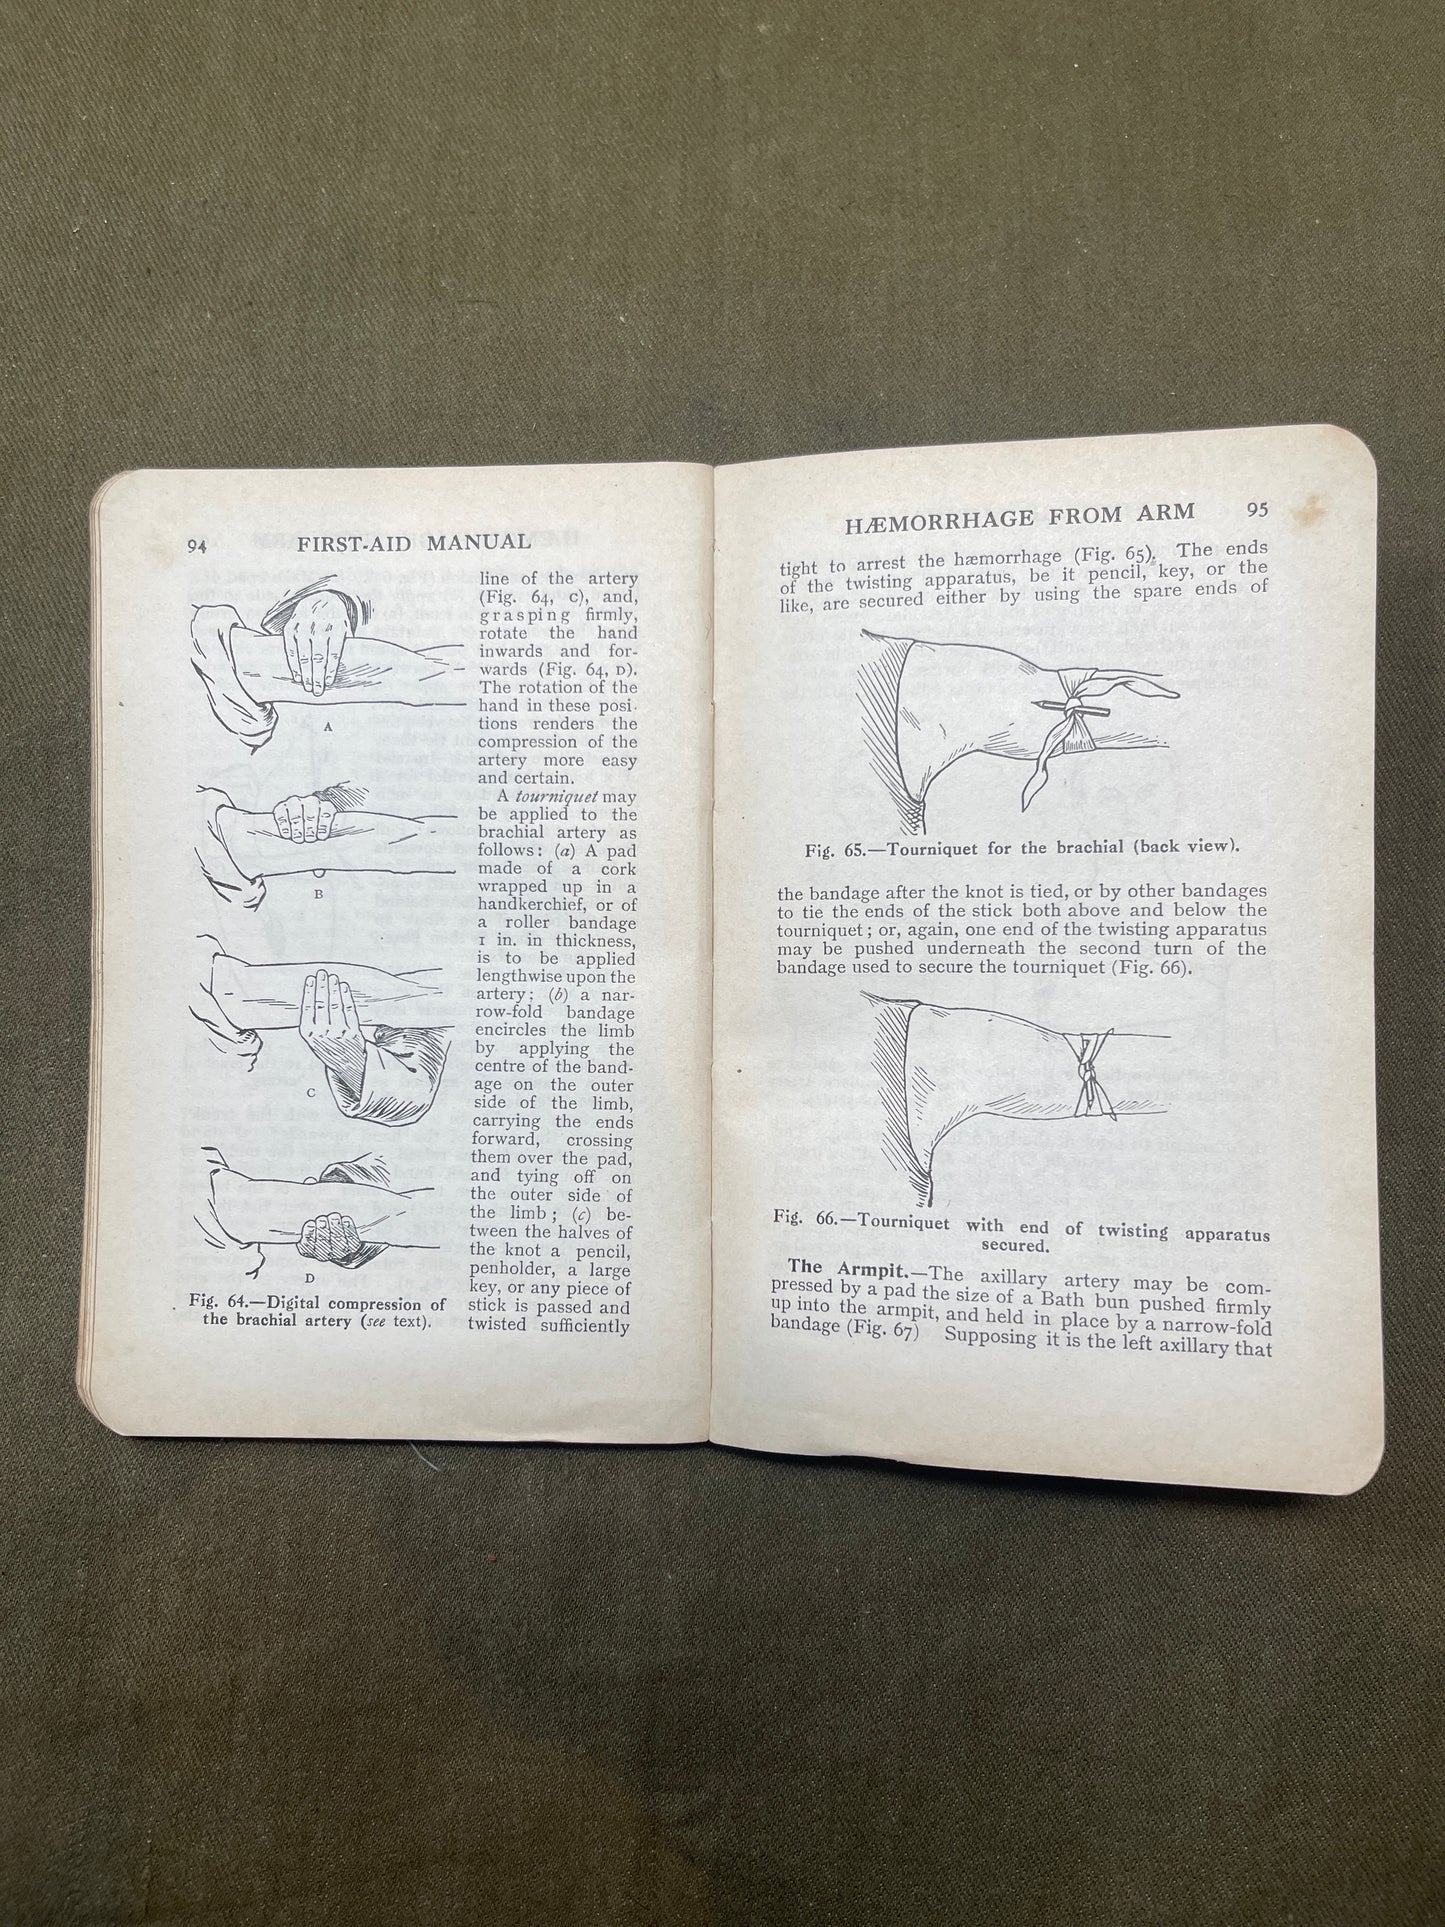 94 FIRST-AID MANUAL
A
B
C
D
Fig. 64.—Digital compression of
the brachial artery (see text).
line of the artery
(Fig. 64, C), and,
grasping firmly,
rotate the hand
inwards and for-
wards (Fig. 64, D).
The rotation of the
hand in these posi-
tions renders the
compression of the
artery more easy
and certain.
A tourniquet may
be applied to the
brachial artery as
follows: (a) A pad
made of a cork
wrapped up in a
handkerchief, or of
a roller bandage
1 in. in thickness,
is to be applied
lengthwise upon the
artery; (b) a nar-
row-fold bandage
encircles the limb
by applying the
centre of the band-
age on the outer
side of the limb,
carrying the ends
forward, crossing
them over the pad,
and tying off on
the outer side of
the limb; (c) be-
tween the halves of
the knot a pencil,
penholder, a large
key, or any piece of
stick is passed and
twisted sufficiently
HÆMORRHAGE FROM ARM 95
tight to arrest the hæmorrhage (Fig. 65). The ends
of the twisting apparatus, be it pencil, key, or the
like, are secured either by using the spare ends of
Fig. 65.—Tourniquet for the brachial (back view).
the bandage after the knot is tied, or by other bandages
to tie the ends of the stick both above and below the
tourniquet; or, again, one end of the twisting apparatus
may be pushed underneath the second turn of the
bandage used to secure the tourniquet (Fig. 66).
Fig. 66.—Tourniquet with end of twisting apparatus
secured.
The Armpit.—The axillary artery may be com-
pressed by a pad the size of a Bath bun pushed firmly
up into the armpit, and held in place by a narrow-fold
bandage (Fig. 67) Supposing it is the left axillary that